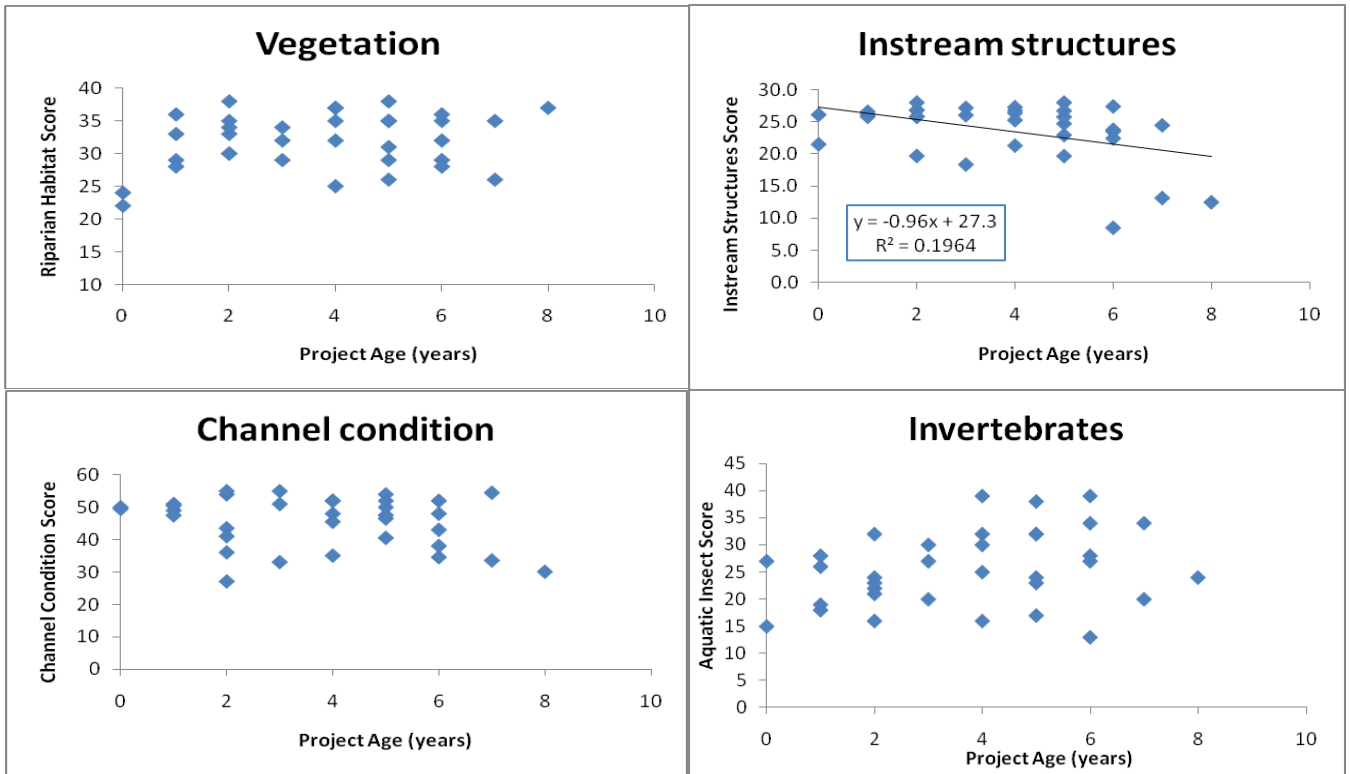 Vegetation
Riparian Habitat Score
40
35
30
25
20
15
10
0 2 4 6 8 10
Project Age (years)
Instream structures
Instream Structures Score
30.0
25.0
20.0
15.0
10.0
5.0
0.0
y = -0.96x + 27.3
R² = 0.1964
0 2 4 6 8 10
Project Age (years)
Channel condition
Channel Condition Score
60
50
40
30
20
10
0
0 2 4 6 8 10
Project Age (years)
Invertebrates
Aquatic Insect Score
45
40
35
30
25
20
15
10
5
0
0 2 4 6 8 10
Project Age (years)